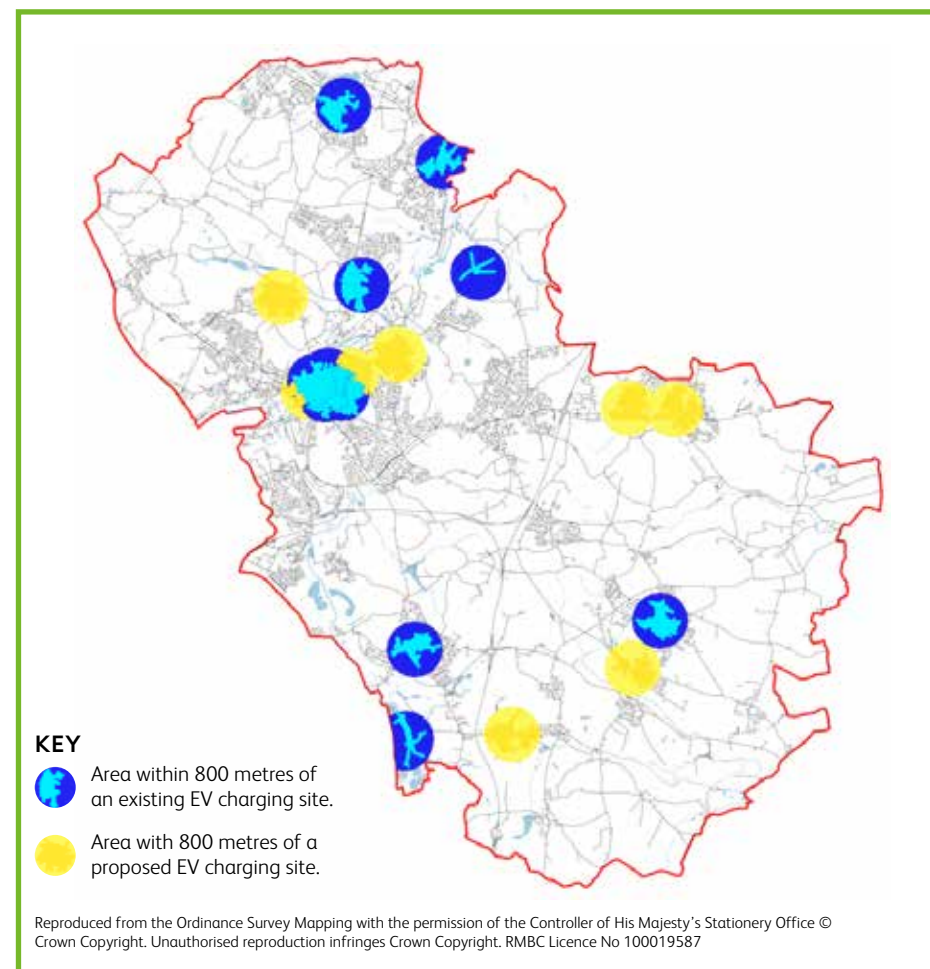 KEY
Area within 800 metres of
an existing EV charging site.
Area with 800 metres of a
proposed EV charging site.
Reproduced from the Ordinance Survey Mapping with the permission of the Controller of His Majesty's Stationery Office ©
Crown Copyright. Unauthorised reproduction infringes Crown Copyright. RMBC Licence No 100019587